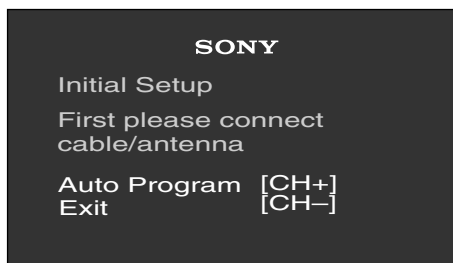 SONY
Initial Setup
First please connect
cable/antenna
Auto Program [CH+]
Exit [CH–]